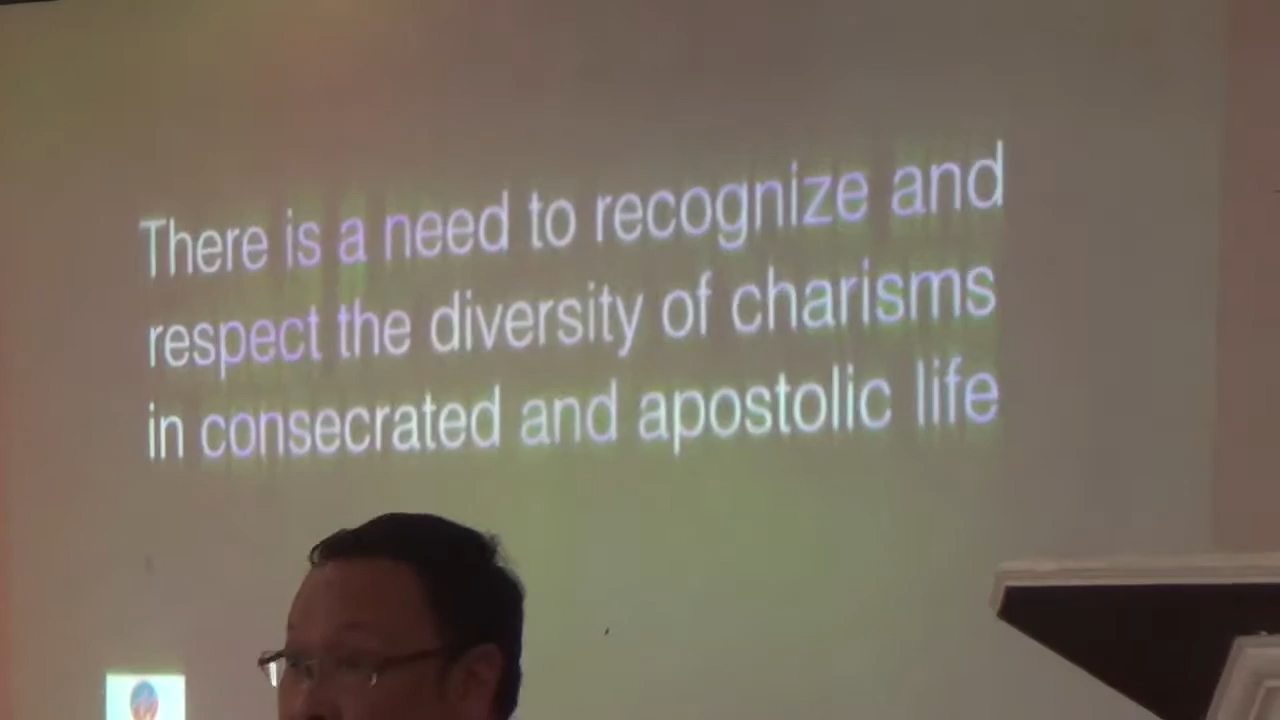 There is a need to recognize and
respect the diversity of charisms
in consecrated and apostolic life